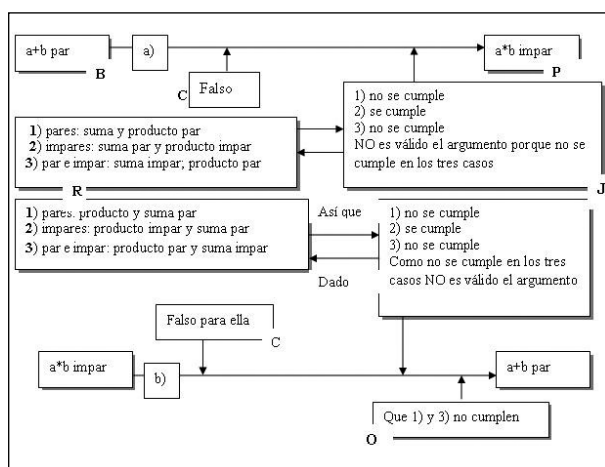 a+b par
a)
a*b impar
B
P
C
Falso
1) no se cumple
2) se cumple
3) no se cumple
NO es válido el argumento porque no se
cumple en los tres casos
J
1) pares: suma y producto par
2) impares: suma par y producto impar
3) par e impar: suma impar; producto par
R
1) pares: producto y suma par
2) impares: producto impar y suma par
3) par e impar: producto par y suma impar
Así que
Dado
1) no se cumple
2) se cumple
3) no se cumple
Como no se cumple en los tres
casos NO es válido el argumento
Falso para ella
C
a*b impar
b)
a+b par
Que 1) y 3) no cumplen
O